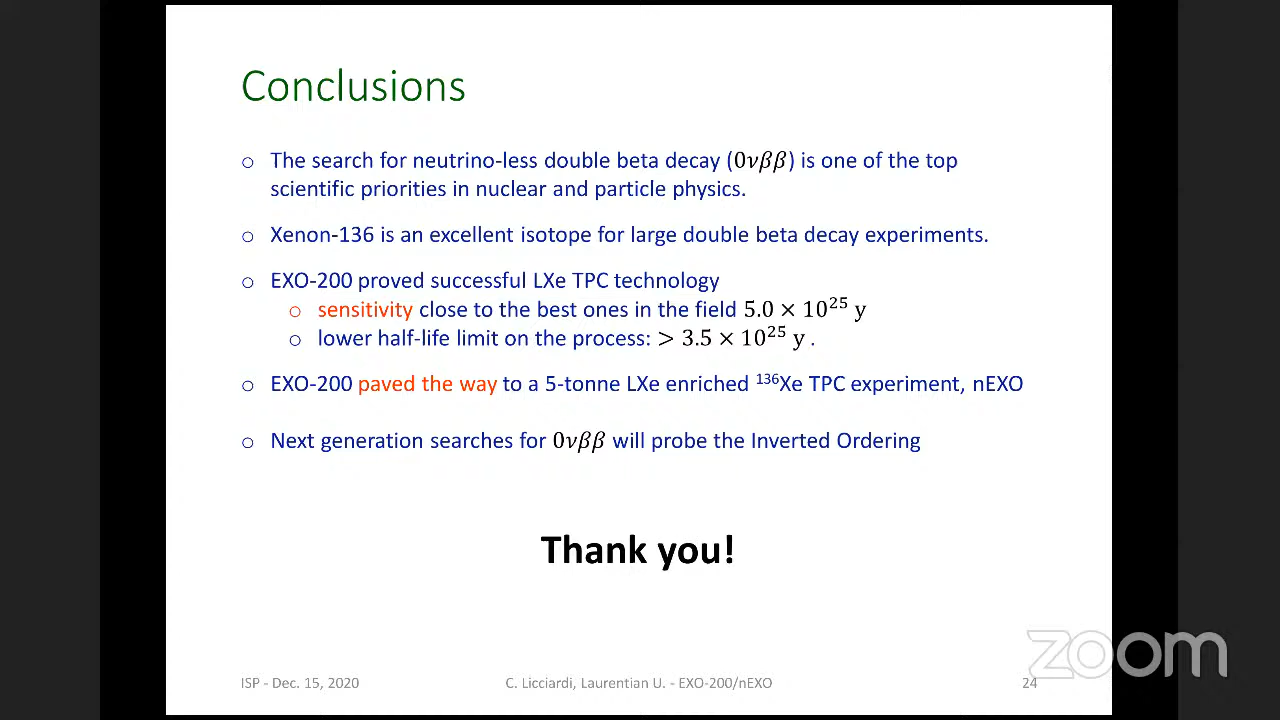 Conclusions
○ The search for neutrino-less double beta decay (0νββ) is one of the top
scientific priorities in nuclear and particle physics.
○ Xenon-136 is an excellent isotope for large double beta decay experiments.
○ EXO-200 proved successful LXe TPC technology
○ sensitivity close to the best ones in the field 5.0 × 10²⁵ y
○ lower half-life limit on the process: > 3.5 × 10²⁵ y .
○ EXO-200 paved the way to a 5-tonne LXe enriched ¹³⁶Xe TPC experiment, nEXO
○ Next generation searches for 0νββ will probe the Inverted Ordering
Thank you!
zoom
ISP - Dec. 15, 2020
C. Licciardi, Laurentian U. - EXO-200/nEXO
24